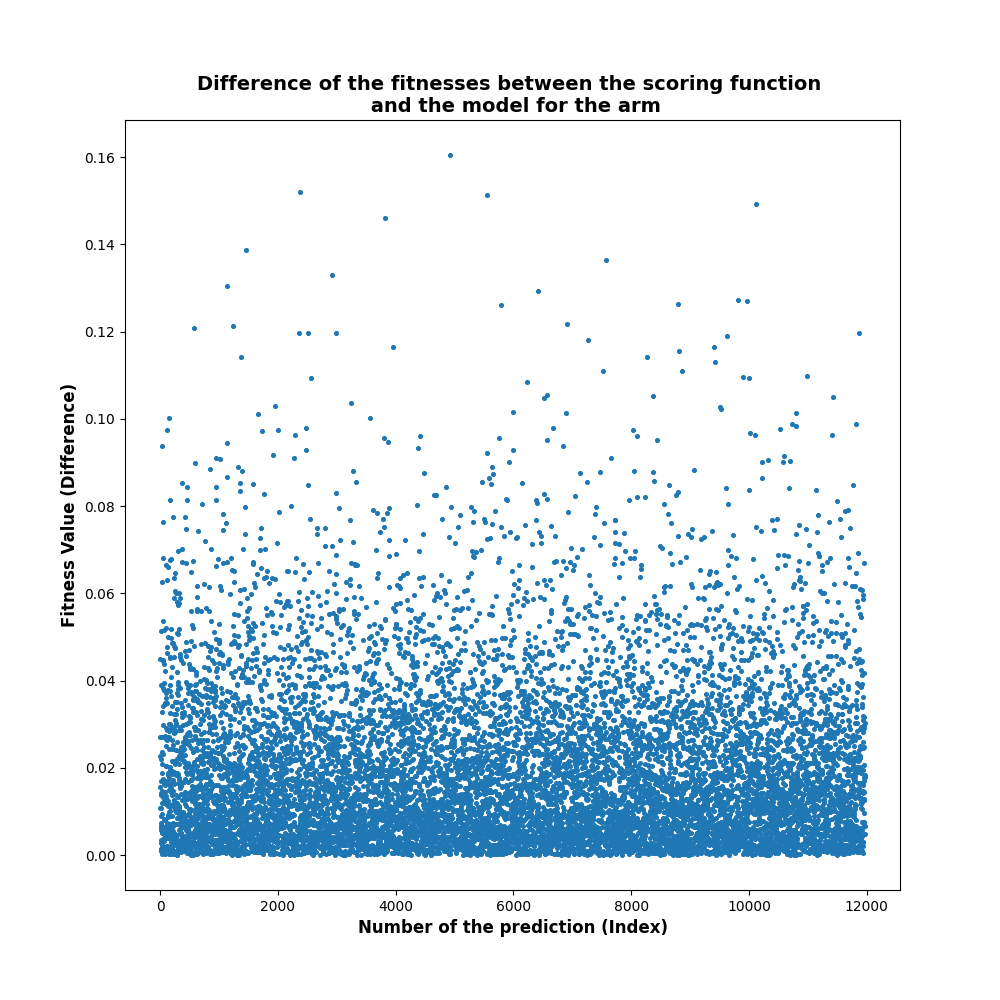 Difference of the fitnesses between the scoring function
and the model for the arm
0.16
0.14
0.12
0.10
0.08
0.06
0.04
0.02
0.00
Fitness Value (Difference)
0 2000 4000 6000 8000 10000 12000
Number of the prediction (Index)